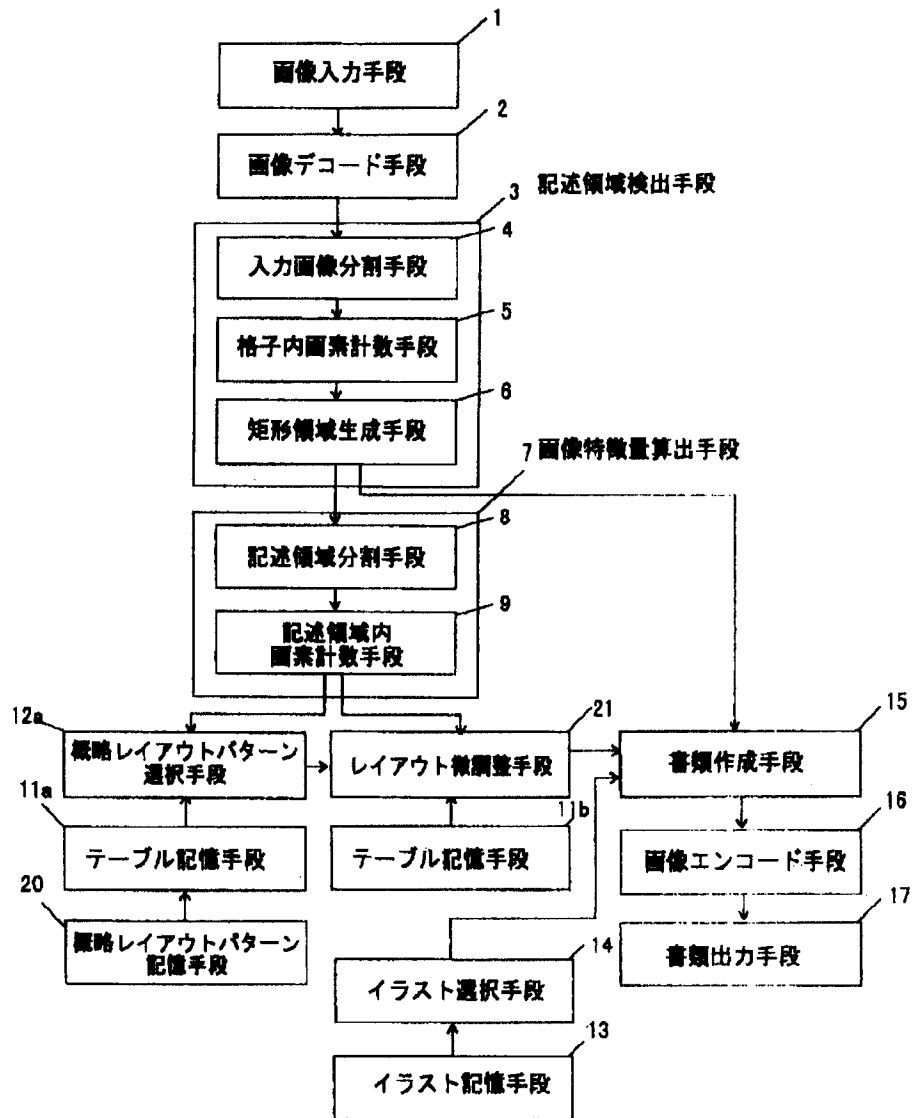 1
画像入力手段
2
画像デコード手段
3 記述領域検出手段
4
入力画像分割手段
5
格子内画素計数手段
6
矩形領域生成手段
7 画像特徴量算出手段
8
記述領域分割手段
9
記述領域内
画素計数手段
12a
概略レイアウトパターン
選択手段
21
レイアウト微調整手段
15
書類作成手段
11a
テーブル記憶手段
11b
テーブル記憶手段
16
画像エンコード手段
20
概略レイアウトパターン
記憶手段
17
書類出力手段
14
イラスト選択手段
13
イラスト記憶手段